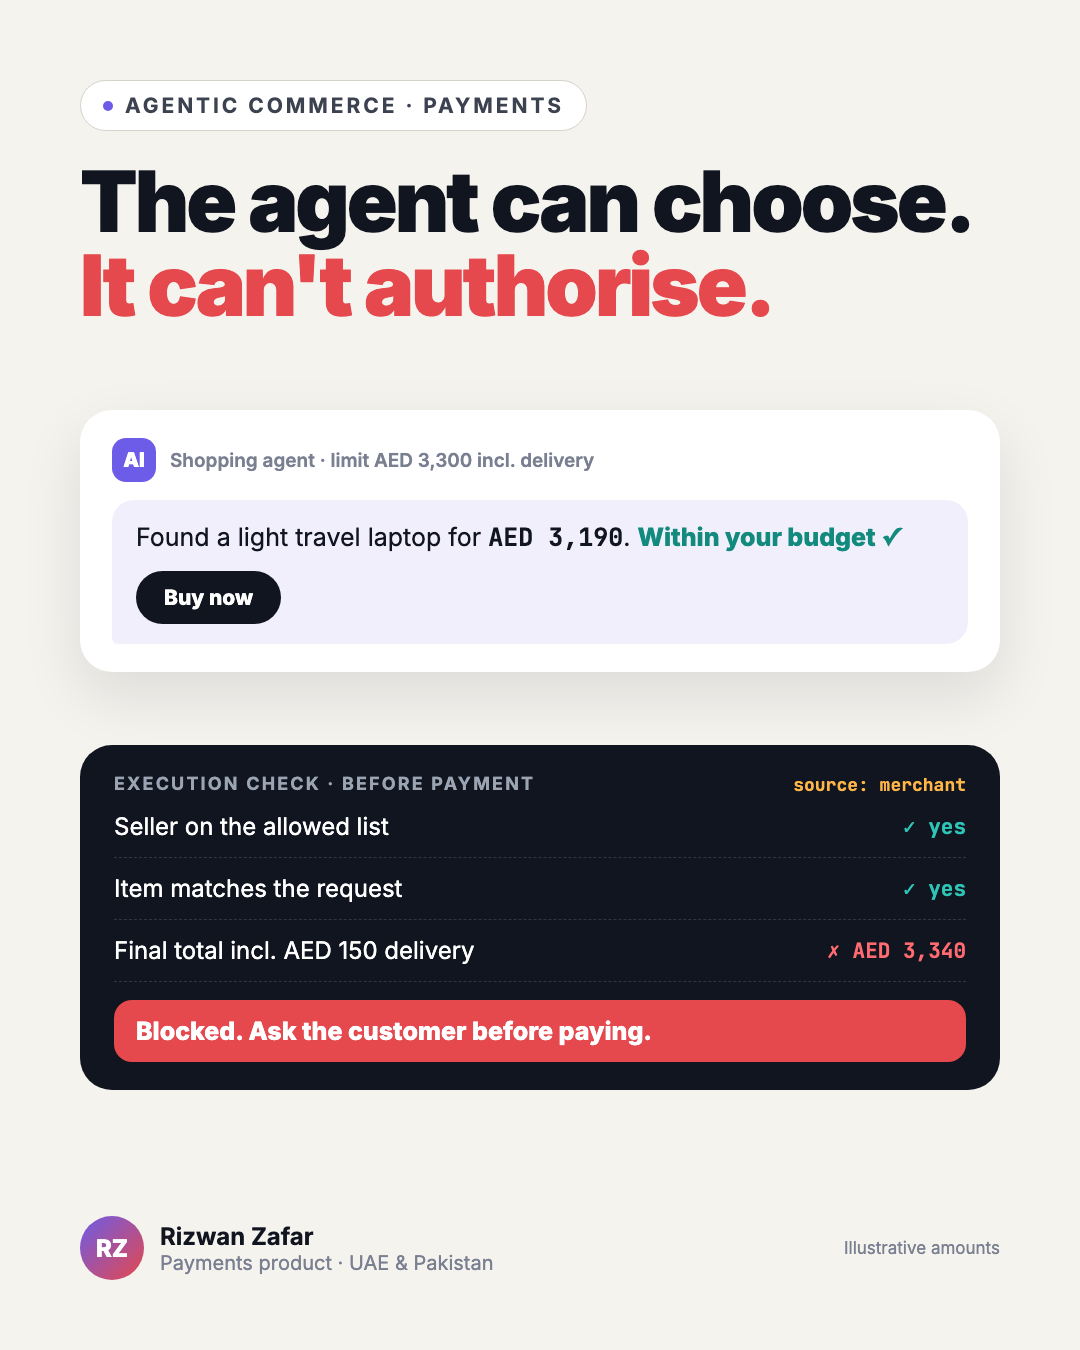 AGENTIC COMMERCE · PAYMENTS
The agent can choose.
It can't authorise.
AI Shopping agent · limit AED 3,300 incl. delivery
Found a light travel laptop for AED 3,190. Within your budget ✓
Buy now
EXECUTION CHECK · BEFORE PAYMENT source: merchant
Seller on the allowed list ✓ yes
Item matches the request ✓ yes
Final total incl. AED 150 delivery ✗ AED 3,340
Blocked. Ask the customer before paying.
RZ Rizwan Zafar
Payments product · UAE & Pakistan
Illustrative amounts